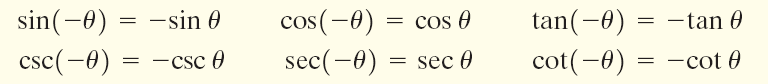 sin(−θ) = −sin θ cos(−θ) = cos θ tan(−θ) = −tan θ
csc(−θ) = −csc θ sec(−θ) = sec θ cot(−θ) = −cot θ